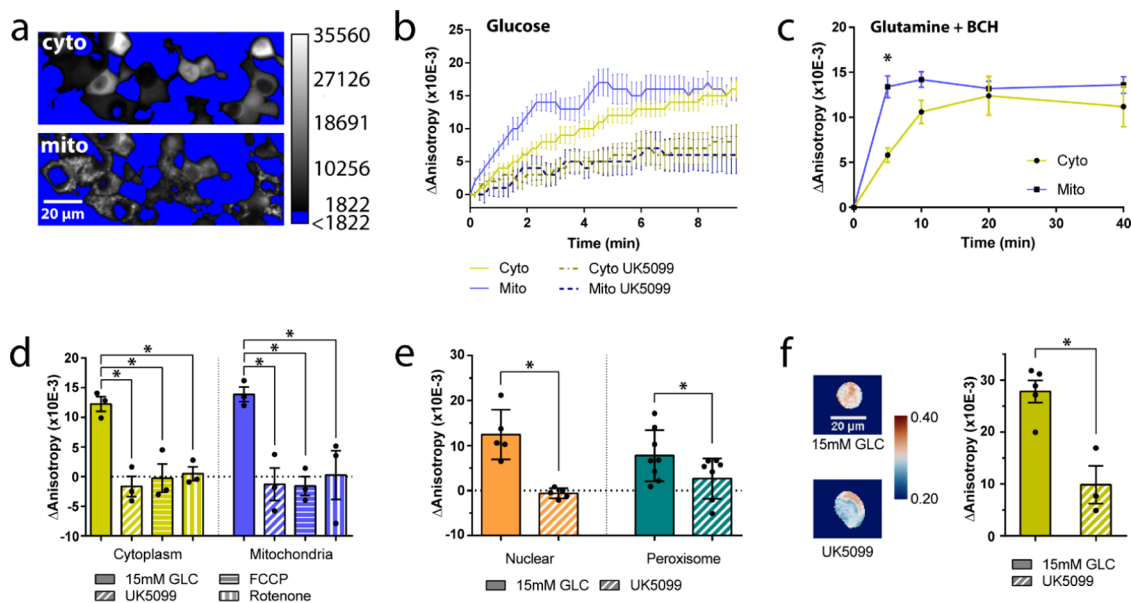 a
cyto
mito
20 µm
35560
27126
18691
10256
1822
<1822
b
Glucose
ΔAnisotropy (x10E-3)
20
15
10
5
0
0 2 4 6 8
Time (min)
Cyto
Mito
Cyto UK5099
Mito UK5099
c
Glutamine + BCH
ΔAnisotropy (x10E-3)
20
15
10
5
0
*
Cyto
Mito
0 10 20 30 40
Time (min)
d
ΔAnisotropy (x10E-3)
20
15
10
5
0
-5
-10
* * *
* * *
Cytoplasm Mitochondria
15mM GLC
UK5099
FCCP
Rotenone
e
ΔAnisotropy (x10E-3)
30
20
10
0
-10
*
*
Nuclear Peroxisome
15mM GLC UK5099
f
20 µm
15mM GLC
UK5099
0.40
0.20
ΔAnisotropy (x10E-3)
30
20
10
0
*
15mM GLC
UK5099